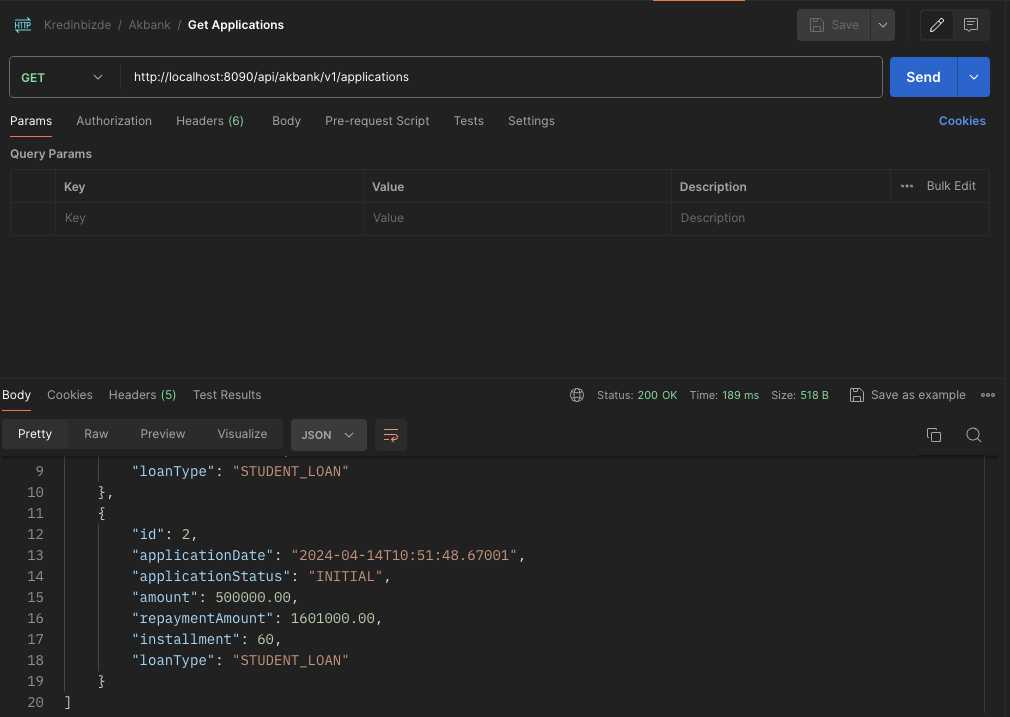 HTTP Kredinbizde / Akbank / Get Applications Save
GET http://localhost:8090/api/akbank/v1/applications Send
Params Authorization Headers (6) Body Pre-request Script Tests Settings Cookies
Query Params
Key Value Description ••• Bulk Edit
Key Value Description
Body Cookies Headers (5) Test Results Status: 200 OK Time: 189 ms Size: 518 B Save as example •••
Pretty Raw Preview Visualize JSON
9 "loanType": "STUDENT_LOAN"
10 },
11 {
12 "id": 2,
13 "applicationDate": "2024-04-14T10:51:48.67001",
14 "applicationStatus": "INITIAL",
15 "amount": 500000.00,
16 "repaymentAmount": 1601000.00,
17 "installment": 60,
18 "loanType": "STUDENT_LOAN"
19 }
20 ]